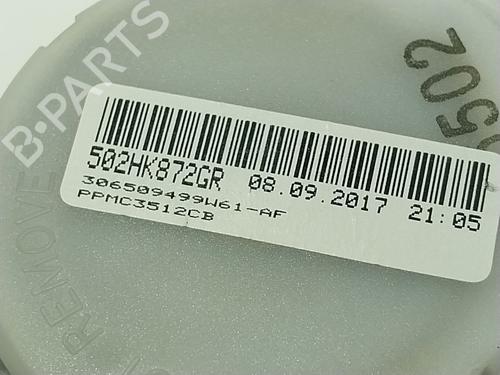 502
502HK872GR 08.09.2017 21:05
306509499W61-AF
PPMC3512CB
B-PARTS
REMOVE